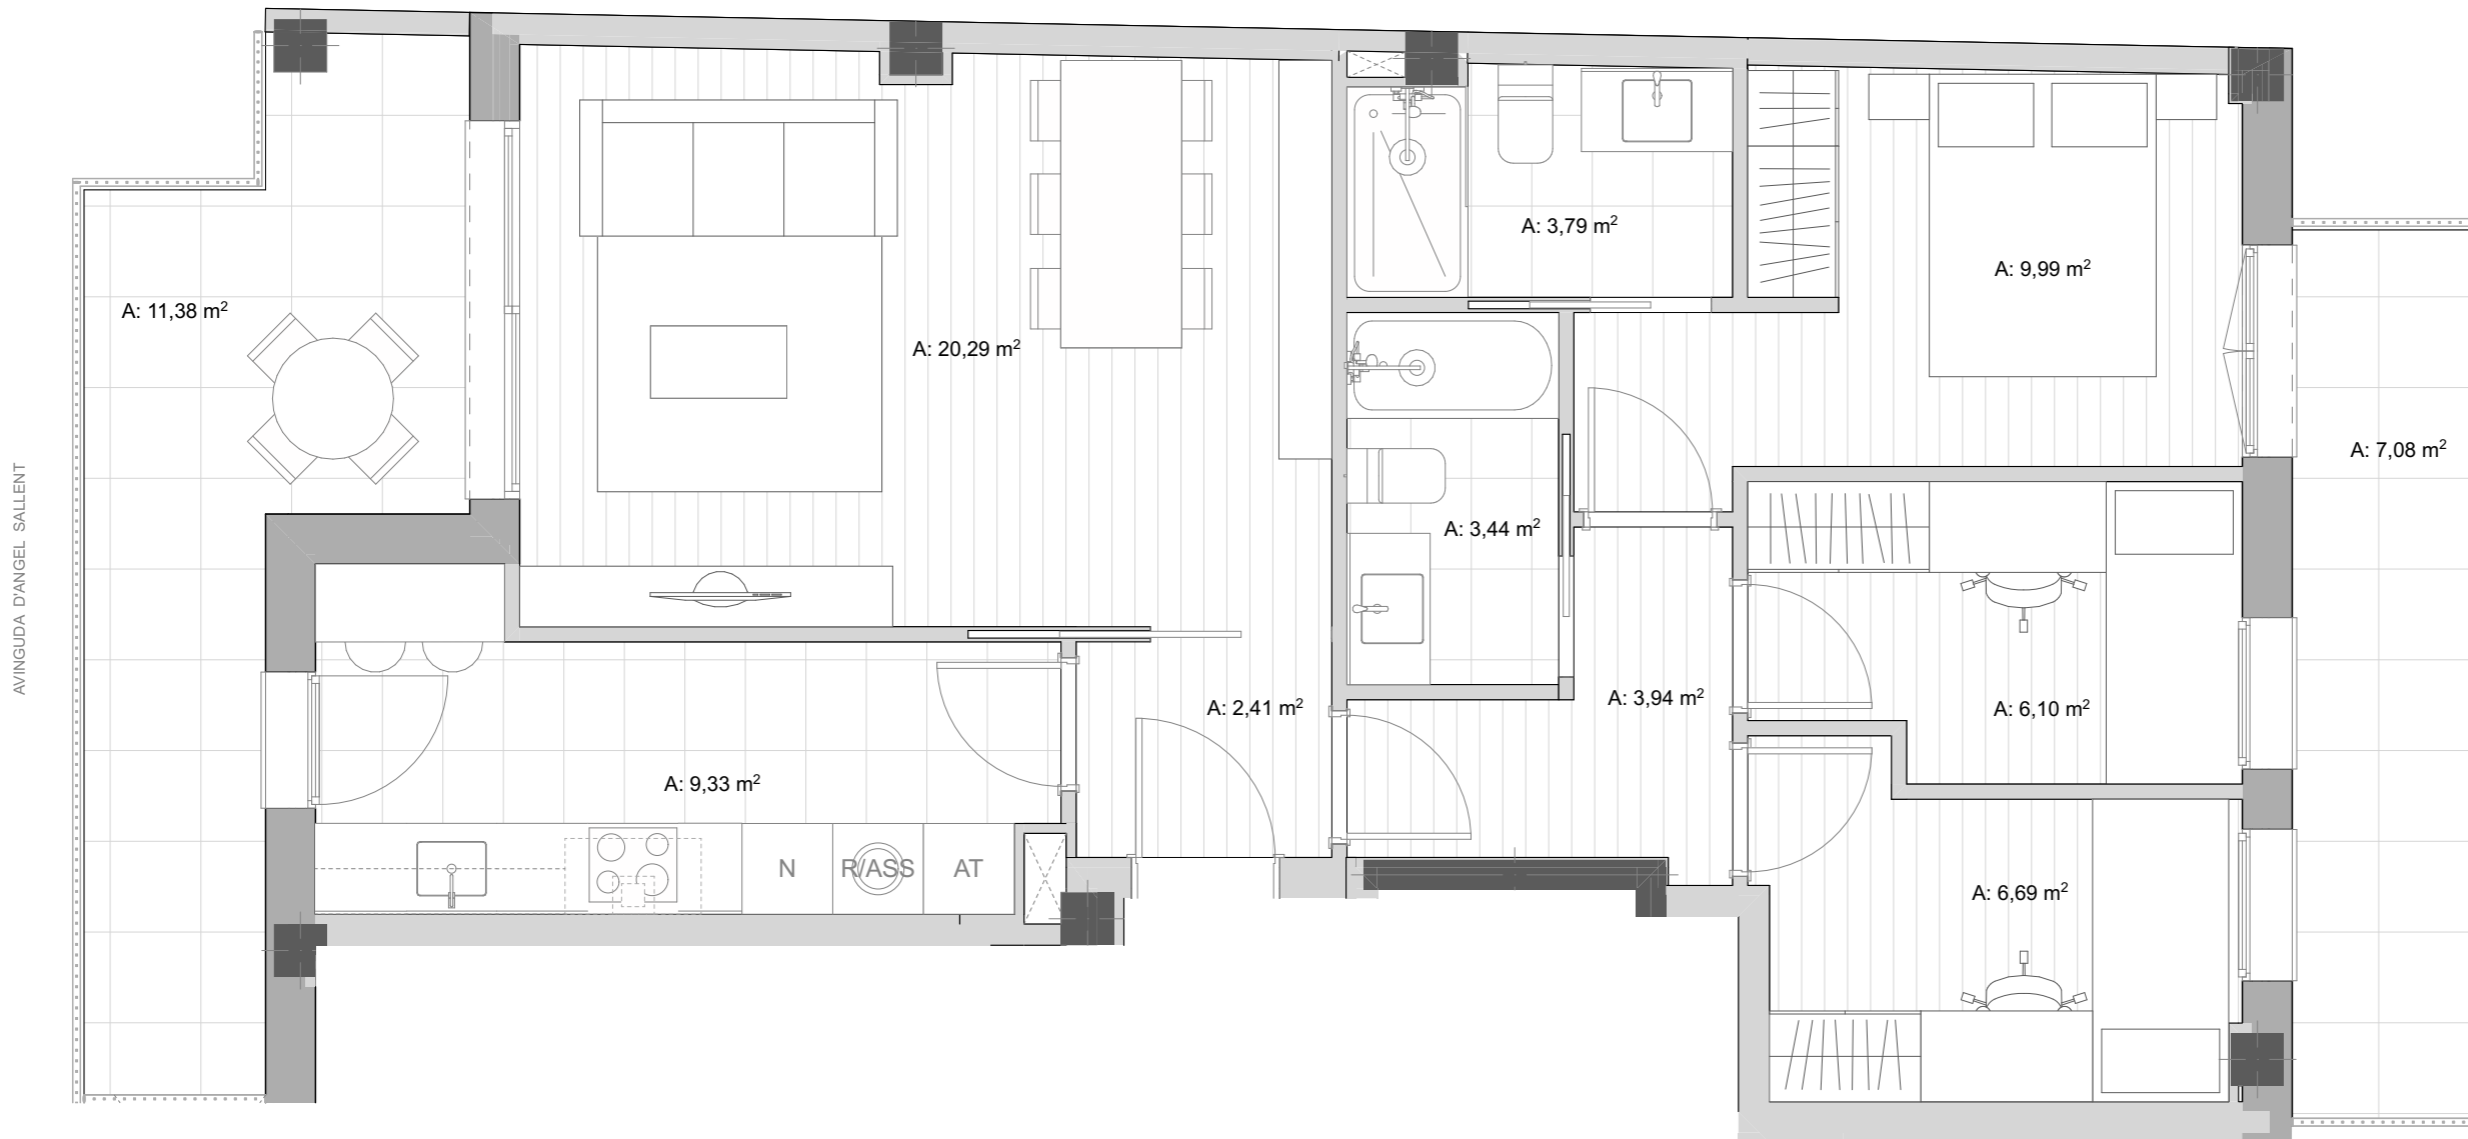 A: 3,79 m²
A: 9,99 m²
A: 11,38 m²
A: 20,29 m²
A: 7,08 m²
A: 3,44 m²
AVINGUDA D'ANGEL SALLENT
A: 2,41 m²
A: 3,94 m²
A: 6,10 m²
A: 9,33 m²
N
R/ASS
AT
A: 6,69 m²